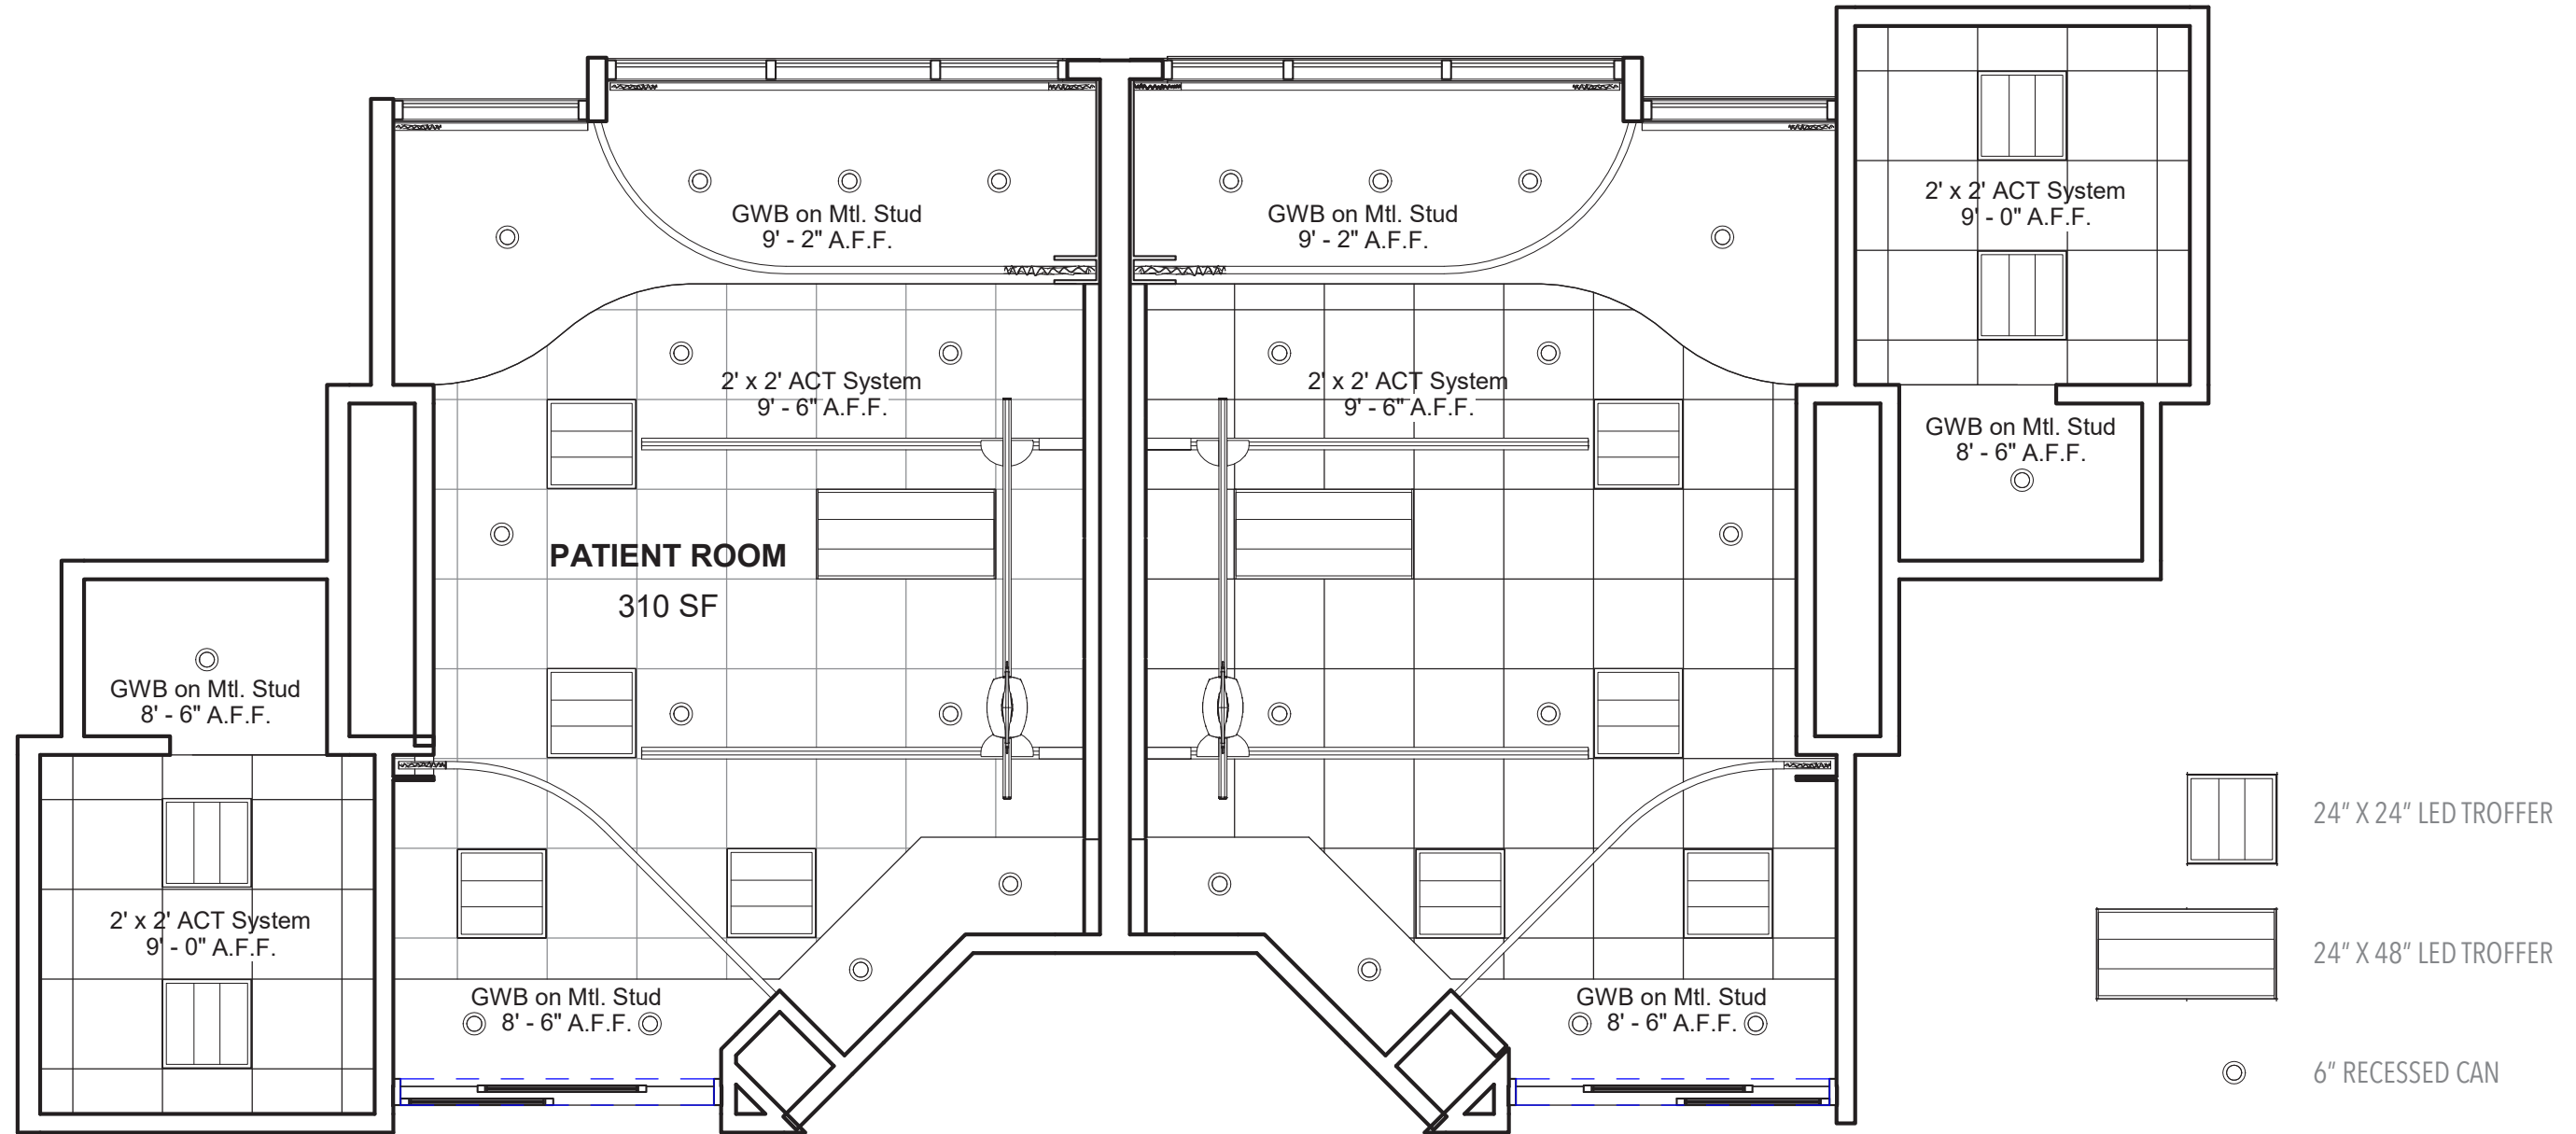 2' x 2' ACT System
9' - 0" A.F.F.
GWB on Mtl. Stud
9' - 2" A.F.F.
GWB on Mtl. Stud
9' - 2" A.F.F.
2' x 2' ACT System
9' - 6" A.F.F.
2' x 2' ACT System
9' - 6" A.F.F.
GWB on Mtl. Stud
8' - 6" A.F.F.
PATIENT ROOM
310 SF
GWB on Mtl. Stud
8' - 6" A.F.F.
24" X 24" LED TROFFER
2' x 2' ACT System
9' - 0" A.F.F.
24" X 48" LED TROFFER
GWB on Mtl. Stud
8' - 6" A.F.F.
GWB on Mtl. Stud
8' - 6" A.F.F.
6" RECESSED CAN